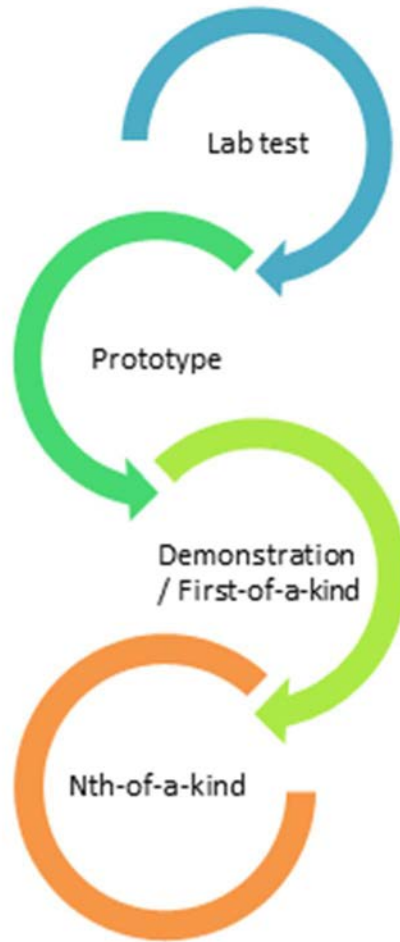 Lab test
Prototype
Demonstration
/ First-of-a-kind
Nth-of-a-kind